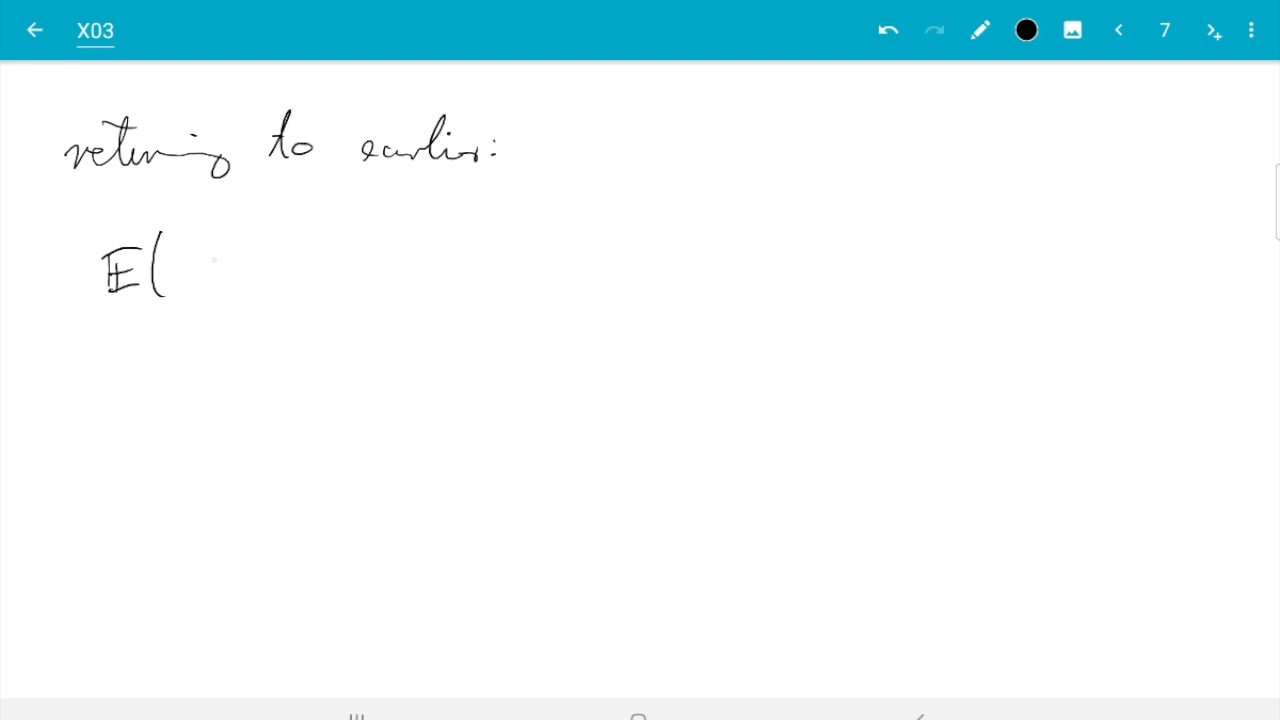 X03 7
returning to earlier:
𝔼(